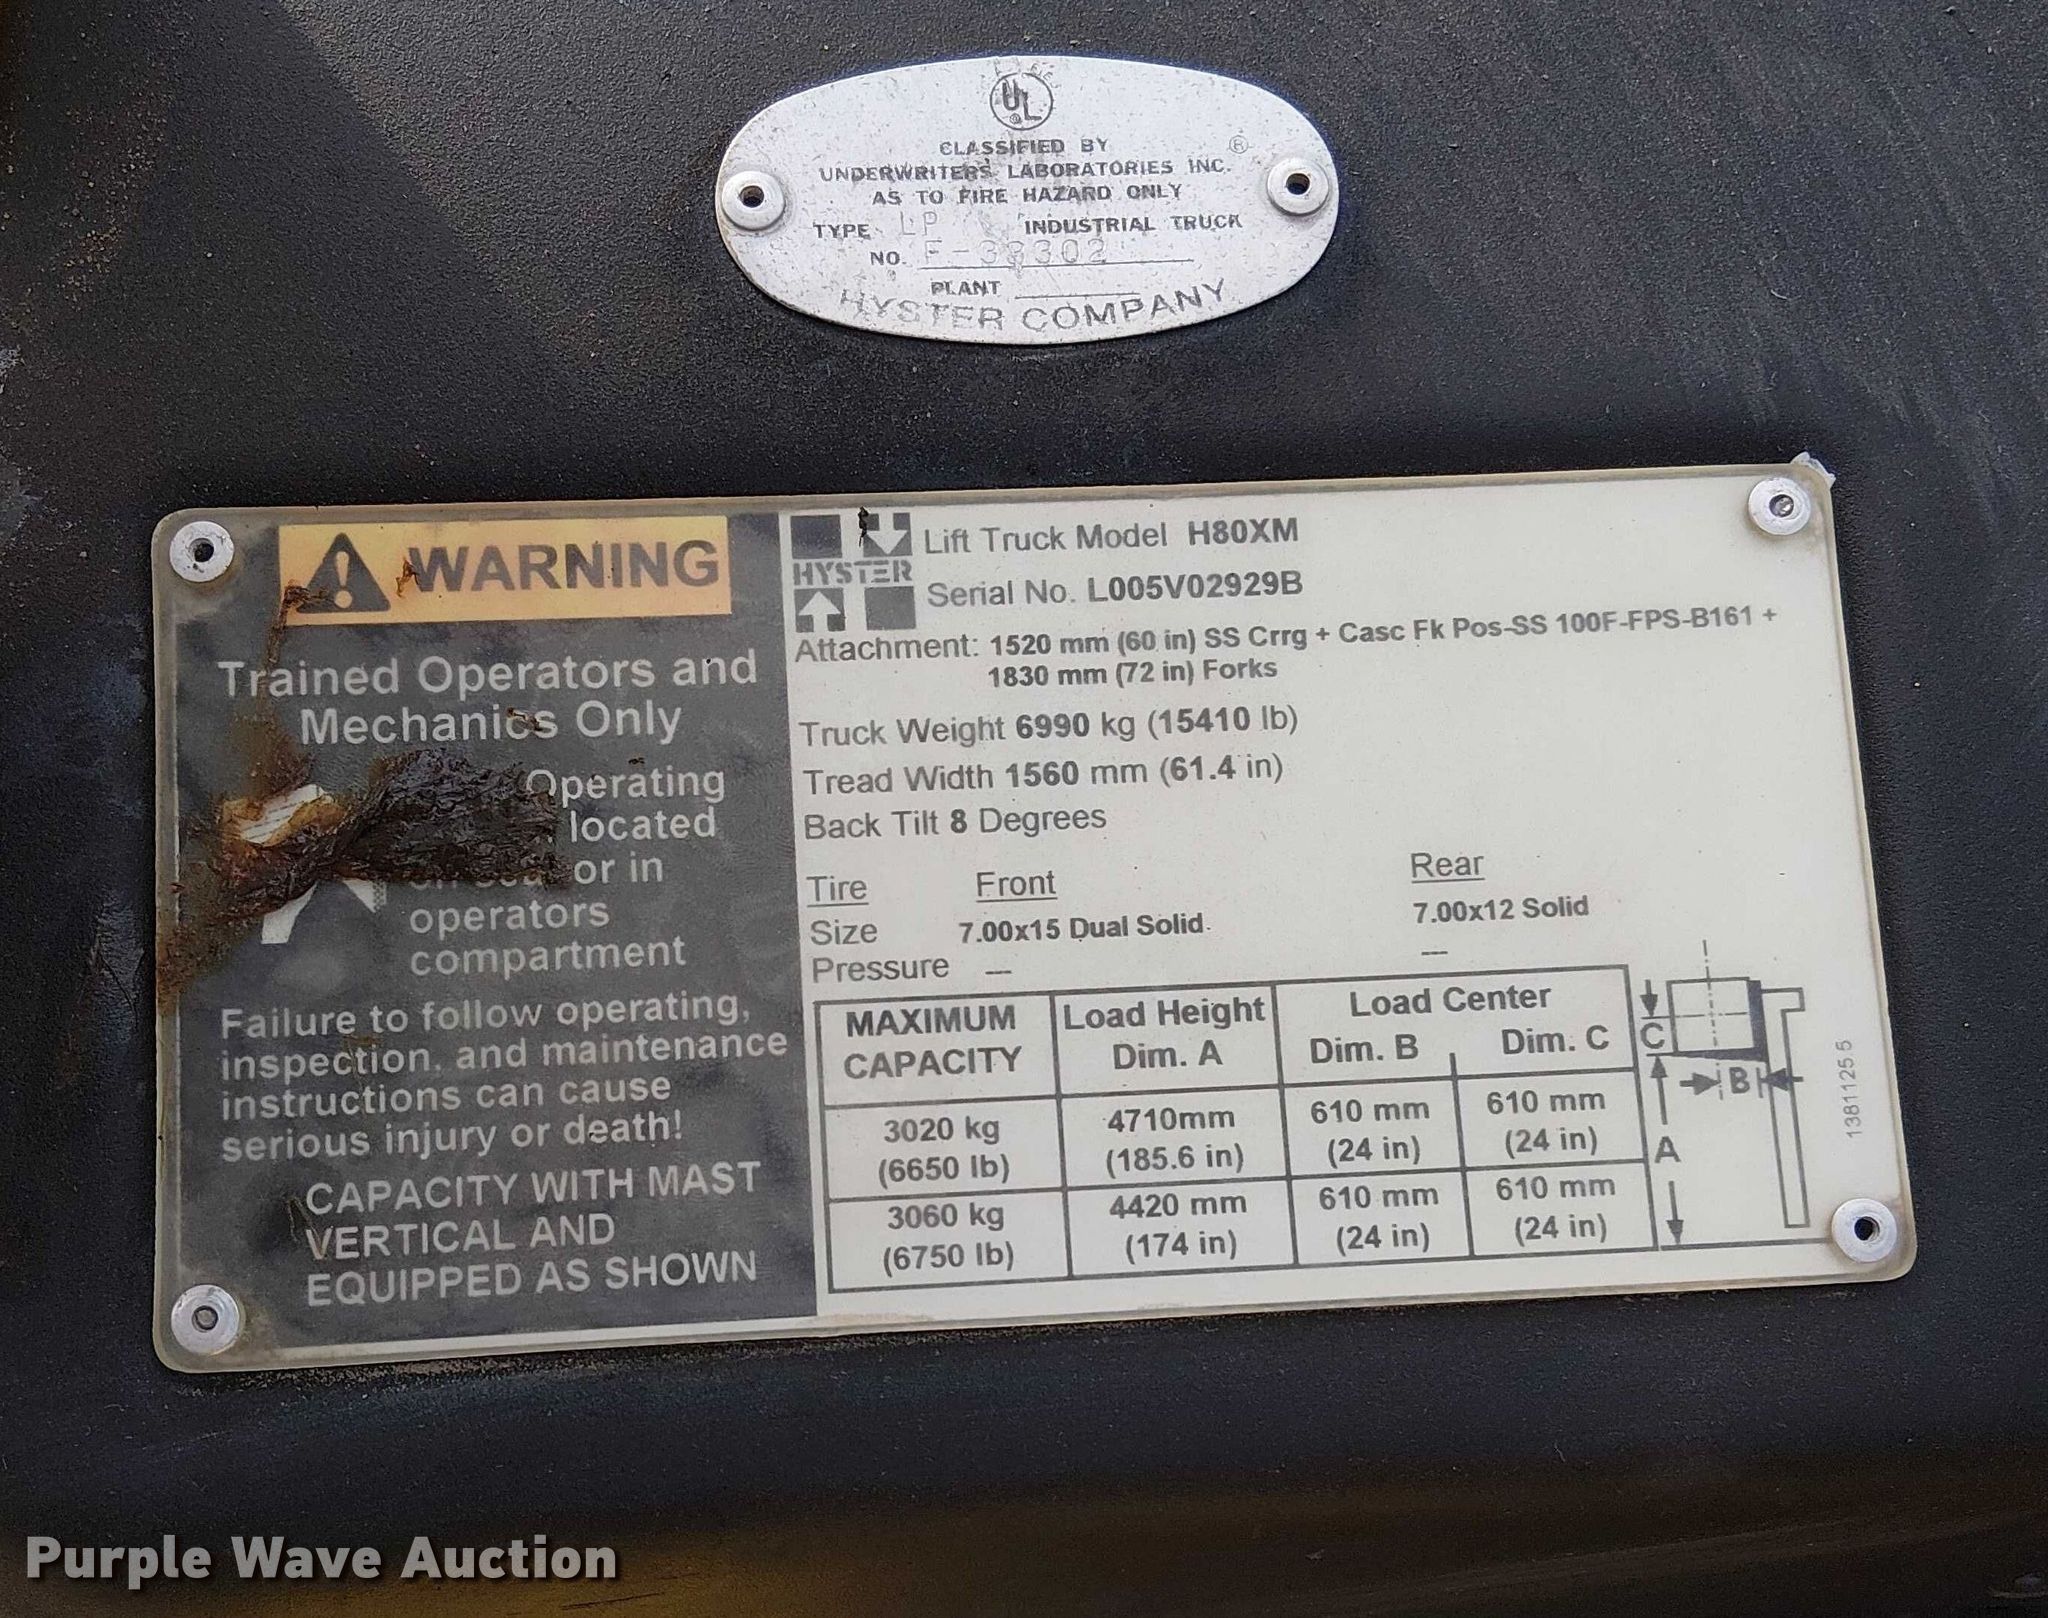 UL
®
CLASSIFIED BY
UNDERWRITERS LABORATORIES INC.®
AS TO FIRE HAZARD ONLY
TYPE LP INDUSTRIAL TRUCK
NO. F-38302
PLANT
HYSTER COMPANY
WARNING
Trained Operators and
Mechanics Only
Operating
located
or in
operators
compartment
Failure to follow operating,
inspection, and maintenance
instructions can cause
serious injury or death!
CAPACITY WITH MAST
VERTICAL AND
EQUIPPED AS SHOWN
HYSTER
Lift Truck Model H80XM
Serial No. L005V02929B
Attachment: 1520 mm (60 in) SS Crrg + Casc Fk Pos-SS 100F-FPS-B161 +
1830 mm (72 in) Forks
Truck Weight 6990 kg (15410 lb)
Tread Width 1560 mm (61.4 in)
Back Tilt 8 Degrees
Tire Front Rear
Size 7.00x15 Dual Solid 7.00x12 Solid
Pressure — —
MAXIMUM CAPACITY Load Height Dim. A Load Center Dim. B Dim. C
3020 kg 4710mm 610 mm 610 mm
(6650 lb) (185.6 in) (24 in) (24 in)
3060 kg 4420 mm 610 mm 610 mm
(6750 lb) (174 in) (24 in) (24 in)
C
B
A
13811255
Purple Wave Auction